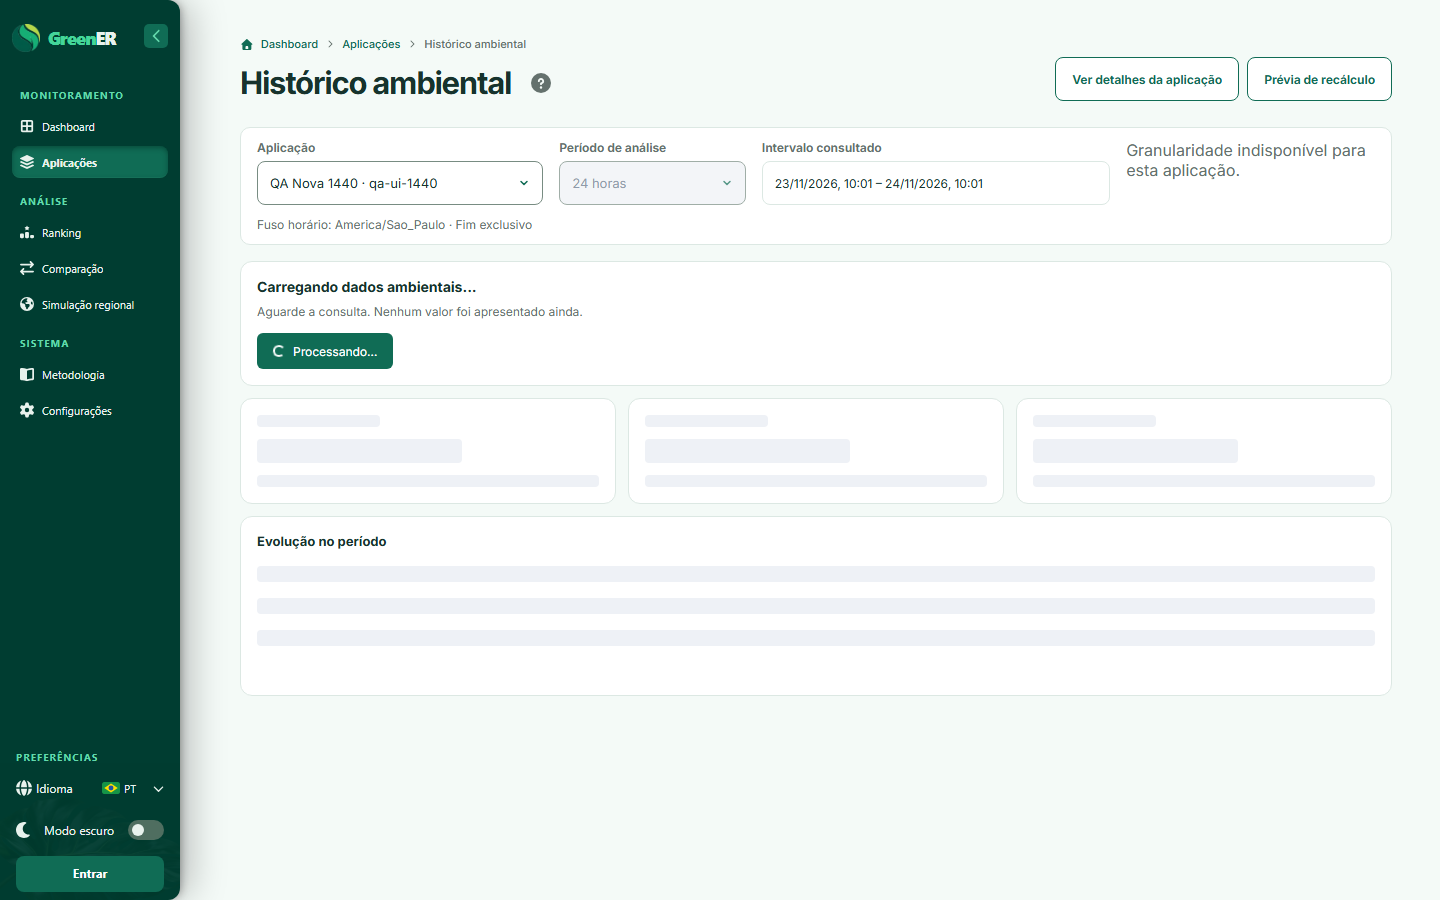 GreenER
MONITORAMENTO
Dashboard
Aplicações
ANÁLISE
Ranking
Comparação
Simulação regional
SISTEMA
Metodologia
Configurações
PREFERÊNCIAS
Idioma PT
Modo escuro
Entrar
Dashboard > Aplicações > Histórico ambiental
Histórico ambiental ?
Ver detalhes da aplicação
Prévia de recálculo
Aplicação
QA Nova 1440 · qa-ui-1440
Período de análise
24 horas
Intervalo consultado
23/11/2026, 10:01 – 24/11/2026, 10:01
Granularidade indisponível para
esta aplicação.
Fuso horário: America/Sao_Paulo · Fim exclusivo
Carregando dados ambientais...
Aguarde a consulta. Nenhum valor foi apresentado ainda.
Processando...
Evolução no período